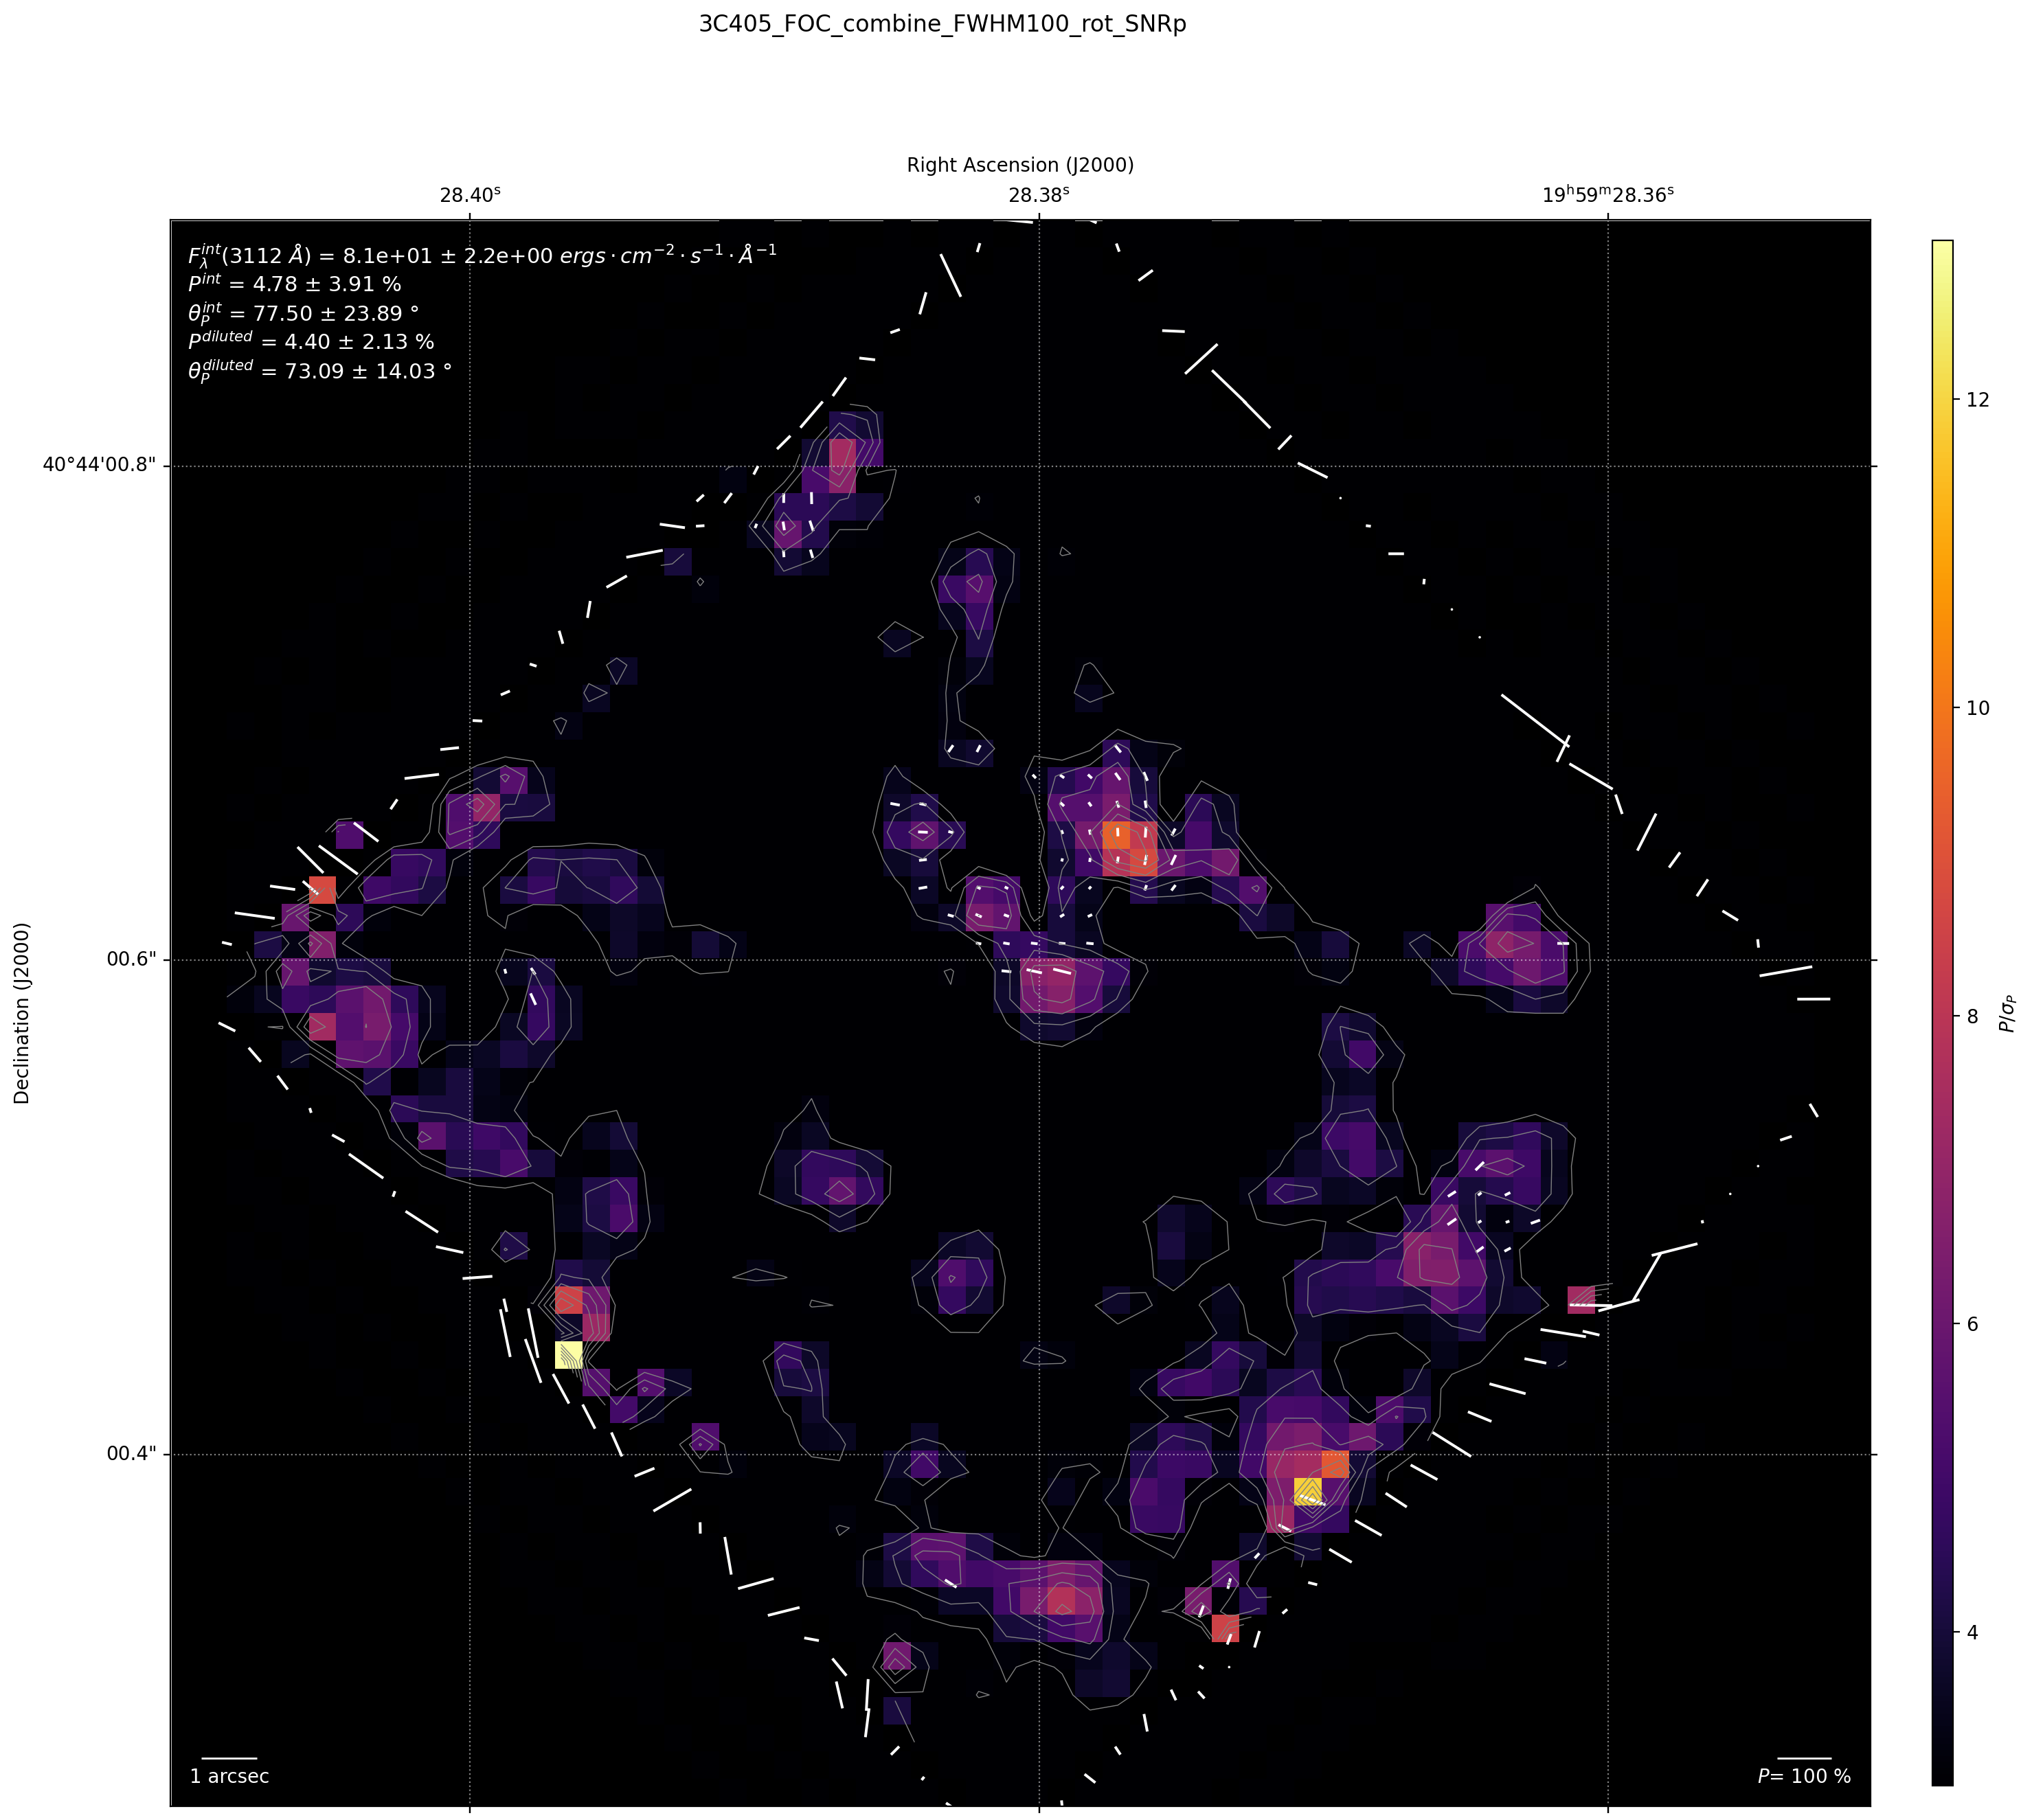 3C405_FOC_combine_FWHM100_rot_SNRp
Right Ascension (J2000)
28.40ˢ 28.38ˢ 19ʰ59ᵐ28.36ˢ
F_λ^int(3112 Å) = 8.1e+01 ± 2.2e+00 ergs · cm⁻² · s⁻¹ · Å⁻¹
P^int = 4.78 ± 3.91 %
θ_P^int = 77.50 ± 23.89 °
P^diluted = 4.40 ± 2.13 %
θ_P^diluted = 73.09 ± 14.03 °
40°44'00.8"
00.6"
00.4"
Declination (J2000)
12
10
8
6
4
P/σ_P
1 arcsec
P= 100 %